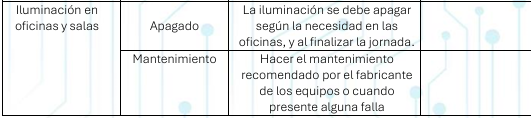 Iluminación en
oficinas y salas
Apagado
La iluminación se debe apagar
según la necesidad en las
oficinas, y al finalizar la jornada.
Mantenimiento
Hacer el mantenimiento
recomendado por el fabricante
de los equipos o cuando
presente alguna falla